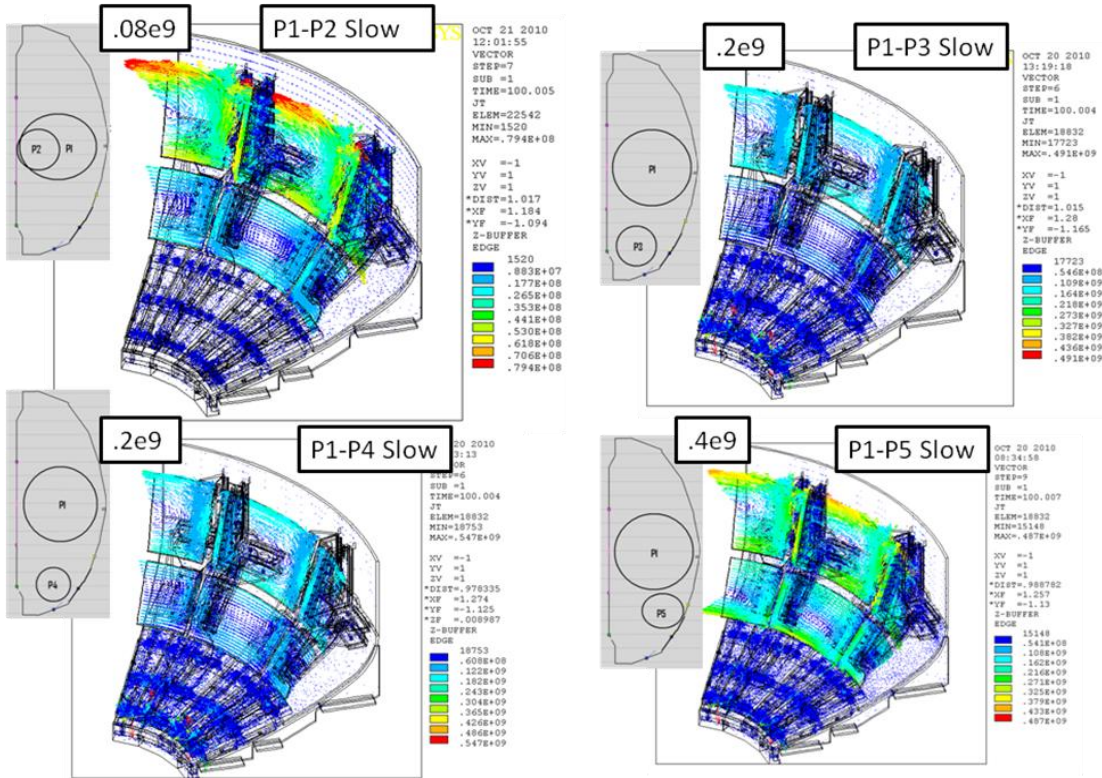 .08e9
P1-P2 Slow
P2
P1
OCT 21 2010
12:01:55
VECTOR
STEP=7
SUB =1
TIME=100.005
JT
ELEM=22542
MIN=1520
MAX=.794E+08
XV =-1
YV =1
ZV =1
*DIST=1.017
*XF =1.184
*YF =-1.094
Z-BUFFER
EDGE
1520
.883E+07
.177E+08
.265E+08
.353E+08
.441E+08
.530E+08
.618E+08
.706E+08
.794E+08
.2e9
P1-P3 Slow
P1
P3
OCT 20 2010
13:19:18
VECTOR
STEP=6
SUB =1
TIME=100.004
JT
ELEM=18832
MIN=17723
MAX=.491E+09
XV =-1
YV =1
ZV =1
*DIST=1.015
*XF =1.28
*YF =-1.165
Z-BUFFER
EDGE
17723
.546E+08
.109E+09
.164E+09
.218E+09
.273E+09
.327E+09
.382E+09
.436E+09
.491E+09
.2e9
P1-P4 Slow
P1
P4
20 2010
3:13
STEP=6
SUB =1
TIME=100.004
JT
ELEM=18832
MIN=18753
MAX=.547E+09
XV =-1
YV =1
ZV =1
*DIST=.978335
*XF =1.274
*YF =-1.125
*ZF =.008987
Z-BUFFER
EDGE
18753
.608E+08
.122E+09
.182E+09
.243E+09
.304E+09
.365E+09
.426E+09
.486E+09
.547E+09
.4e9
P1-P5 Slow
P1
P5
OCT 20 2010
08:34:58
VECTOR
STEP=9
SUB =1
TIME=100.007
JT
ELEM=18832
MIN=15148
MAX=.487E+09
XV =-1
YV =1
ZV =1
*DIST=.988782
*XF =1.257
*YF =-1.13
Z-BUFFER
EDGE
15148
.541E+08
.108E+09
.162E+09
.216E+09
.271E+09
.325E+09
.379E+09
.433E+09
.487E+09